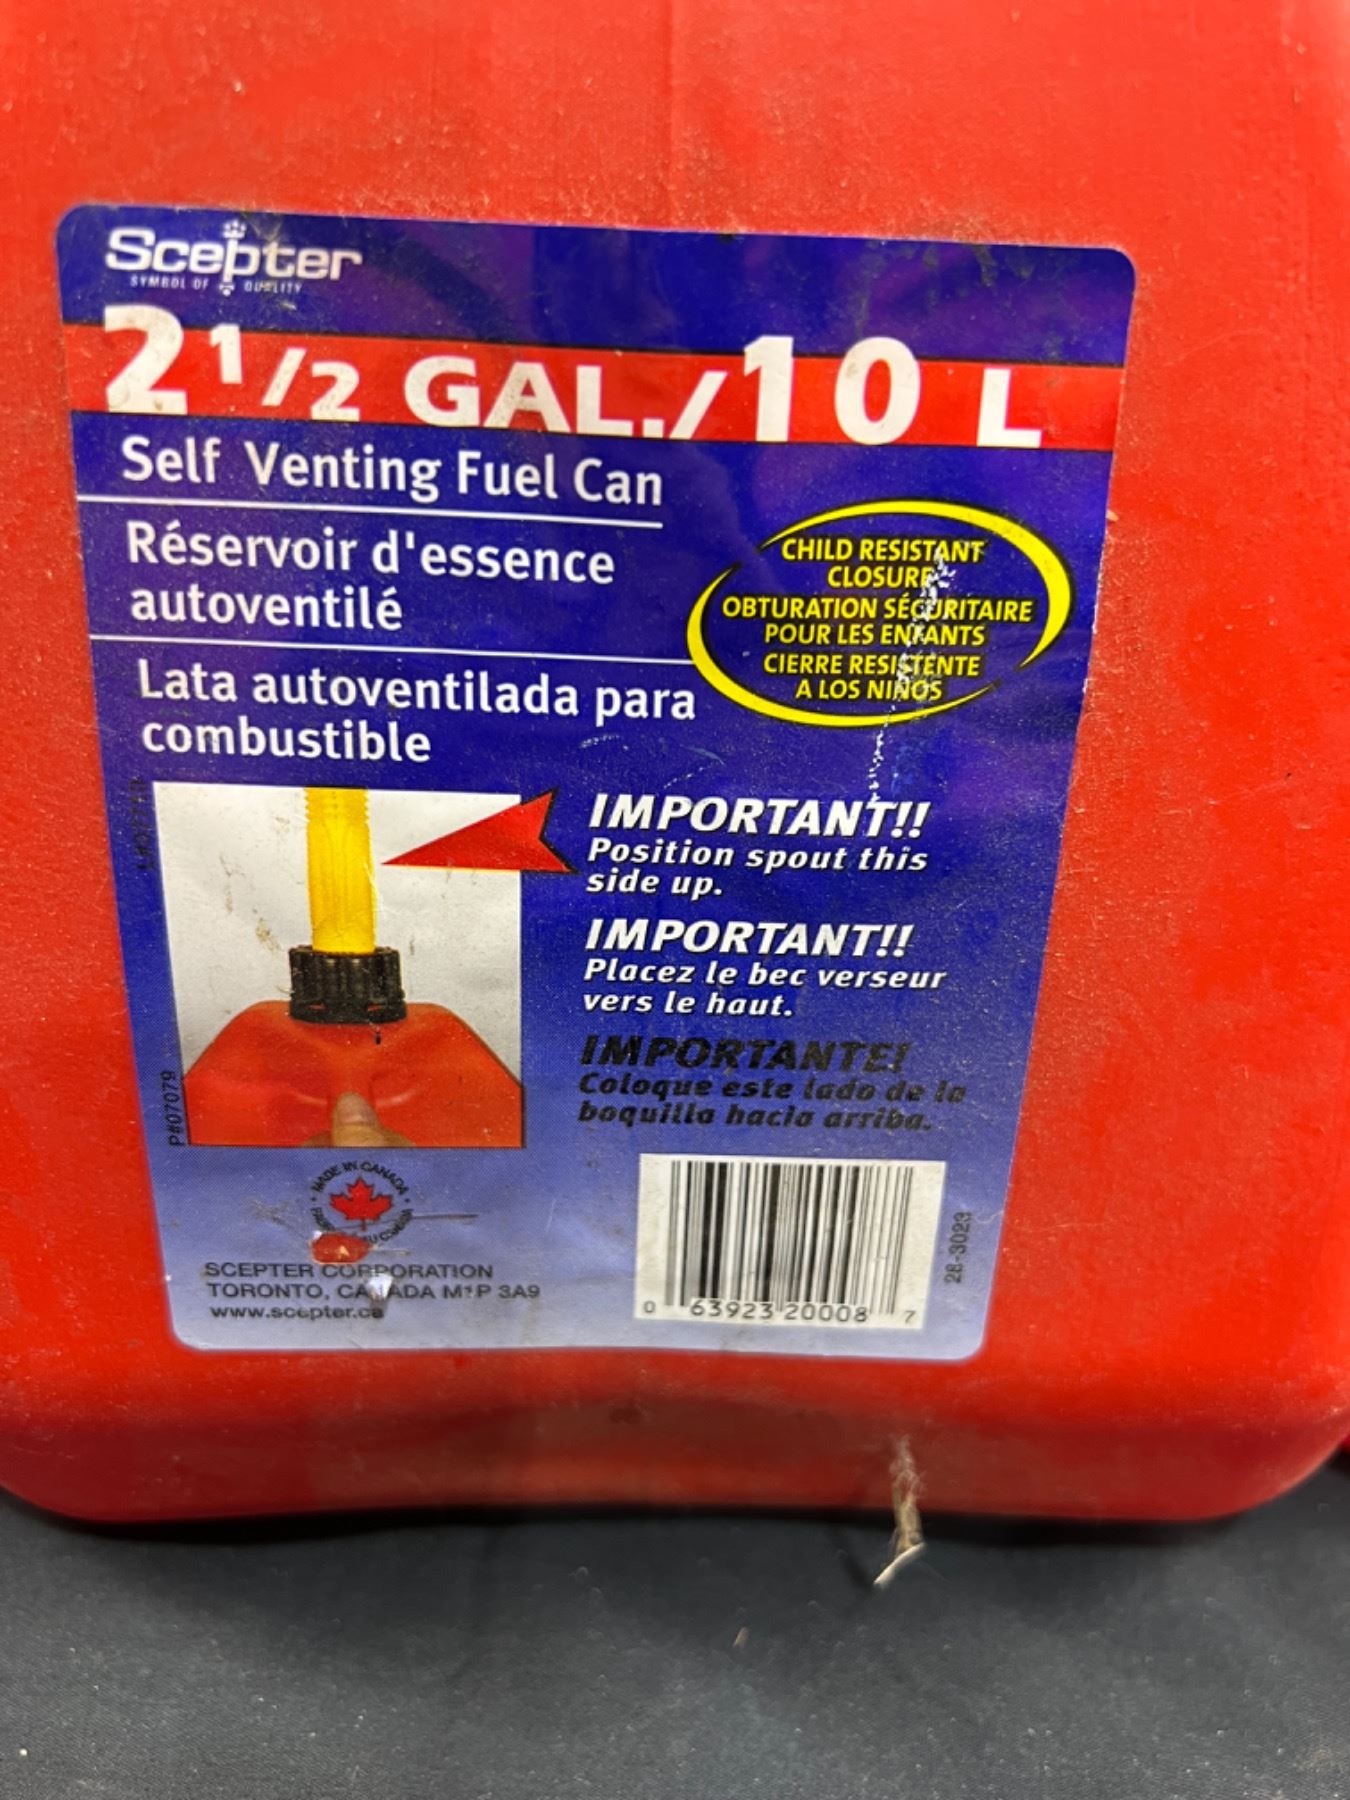 Scepter
SYMBOL OF QUALITY
2 1/2 GAL./10 L
Self Venting Fuel Can
Réservoir d'essence
autoventilé
Lata autoventilada para
combustible
CHILD RESISTANT
CLOSURE
OBTURATION SÉCURITAIRE
POUR LES ENFANTS
CIERRE RESISTENTE
A LOS NIÑOS
IMPORTANT!!
Position spout this
side up.
IMPORTANT!!
Placez le bec verseur
vers le haut.
IMPORTANTE!
Coloque este lado de la
boquilla hacia arriba.
P#07079
MADE IN CANADA
AU CANADA
SCEPTER CORPORATION
TORONTO, CANADA M1P 3A9
www.scepter.ca
28-3023
0 63923 20008 7